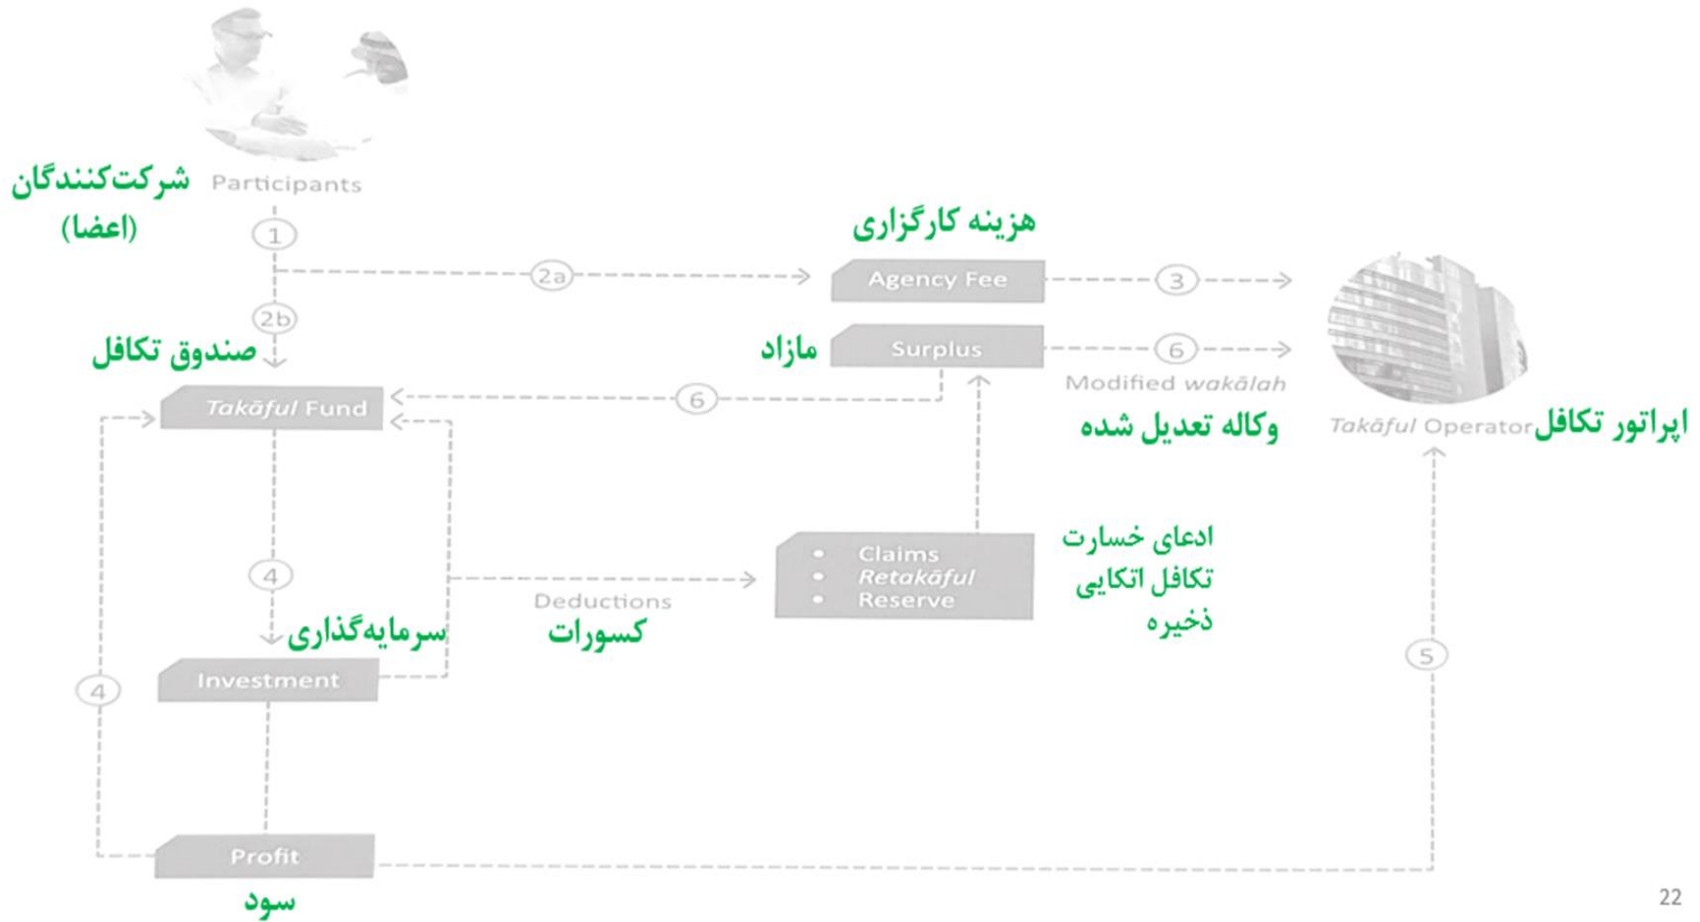 شرکت‌کنندگان
(اعضا)
Participants
1
2a
2b
هزینه کارگزاری
Agency Fee
3
مازاد
Surplus
6
Modified wakālah
وکاله تعدیل شده
Takāful Operator
اپراتور تکافل
صندوق تکافل
Takāful Fund
6
4
Deductions
کسورات
Claims
Retakāful
Reserve
ادعای خسارت
تکافل اتکایی
ذخیره
سرمایه‌گذاری
Investment
4
5
Profit
سود
22